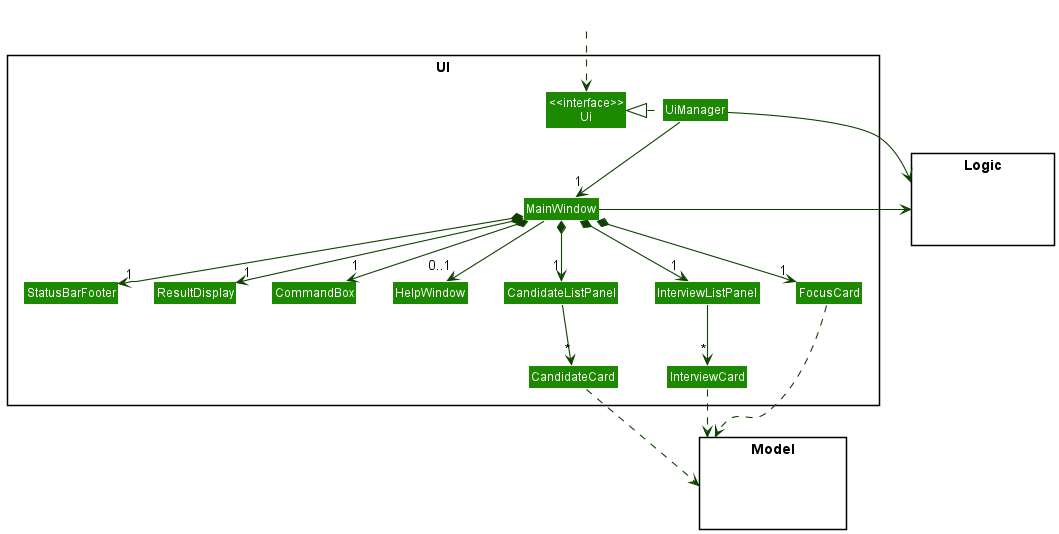 UI
<<interface>>
Ui
UiManager
Logic
1
MainWindow
1
1
1
0..1
1
1
1
StatusBarFooter
ResultDisplay
CommandBox
HelpWindow
CandidateListPanel
InterviewListPanel
FocusCard
*
*
CandidateCard
InterviewCard
Model